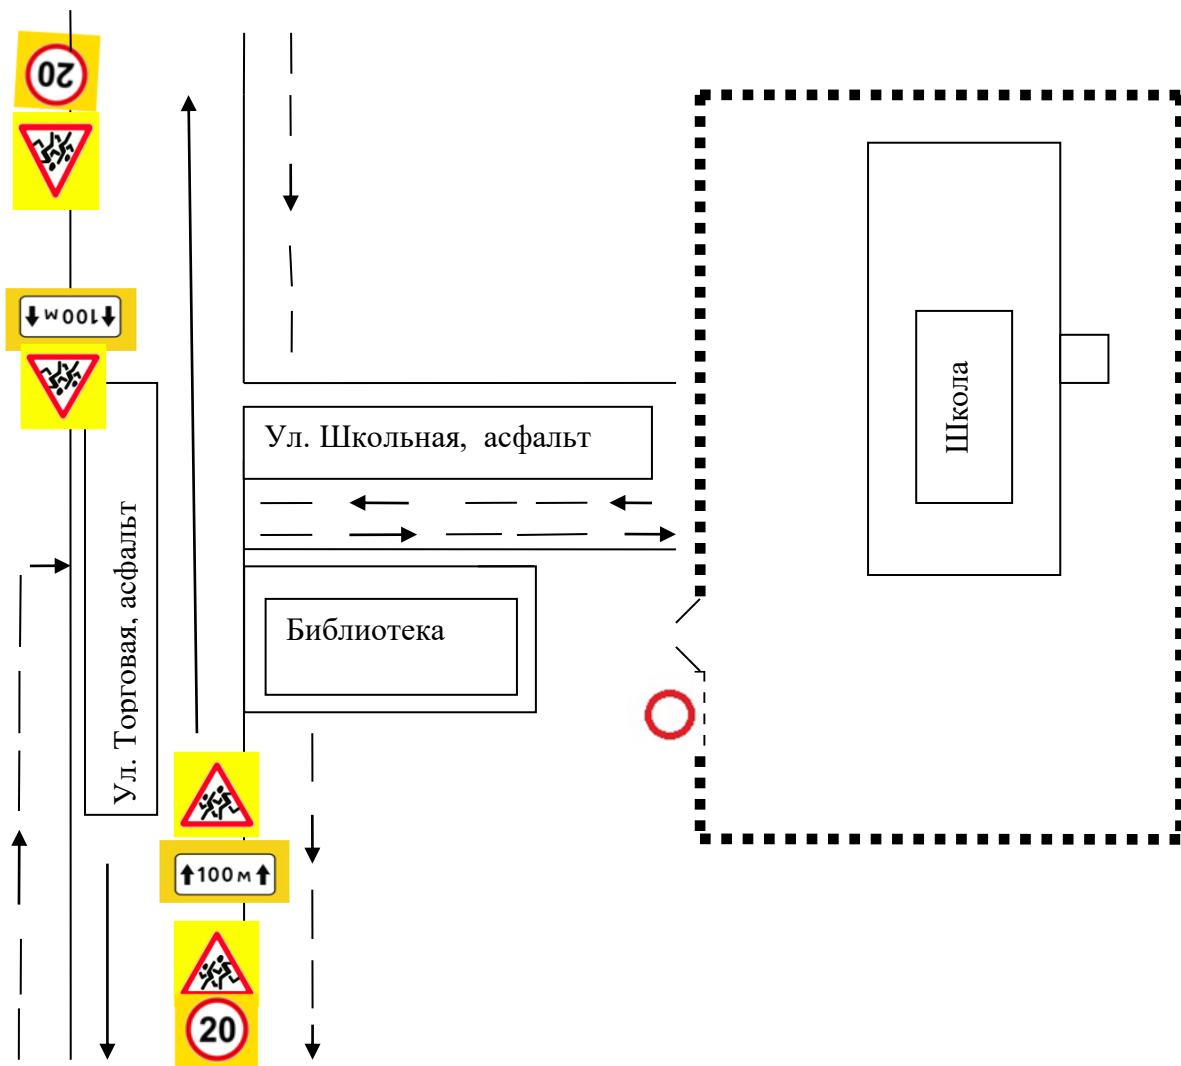 20
100 м
Ул. Школьная, асфальт
Школа
Ул. Торговая, асфальт
Библиотека
100 м
20